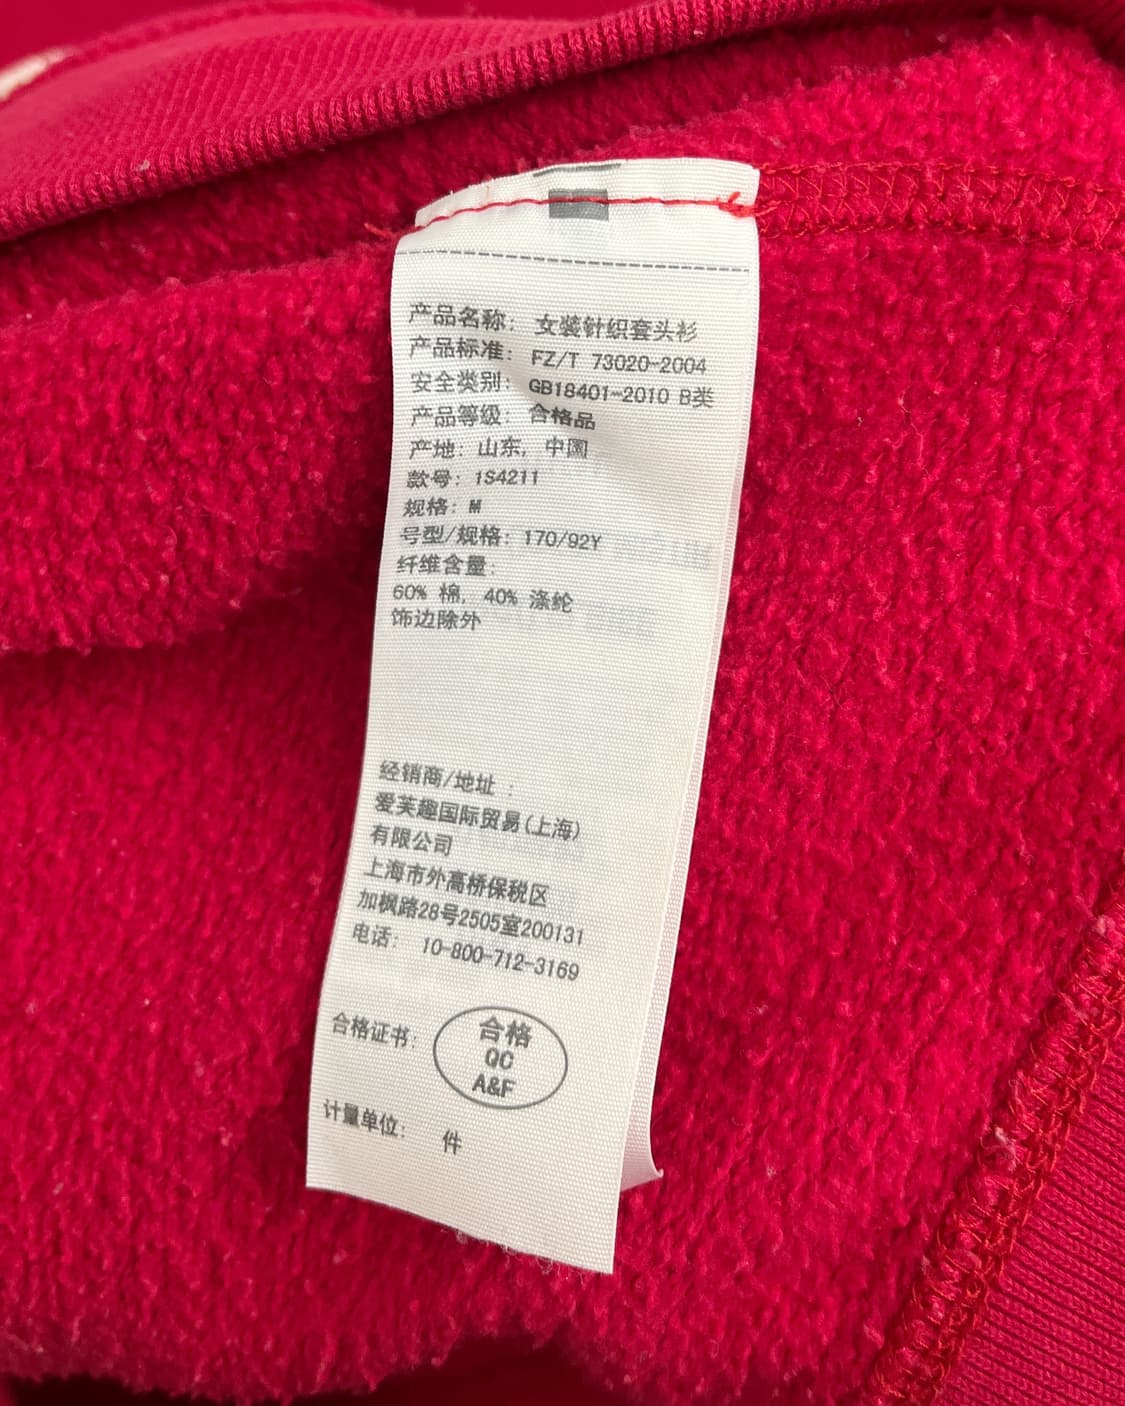 产品名称: 女装针织套头衫
产品标准: FZ/T 73020-2004
安全类别: GB18401-2010 B类
产品等级: 合格品
产地: 山东, 中国
款号: 1S4211
规格: M
号型/规格: 170/92Y
纤维含量:
60% 棉, 40% 涤纶
饰边除外
经销商/地址 :
爱芙趣国际贸易(上海)
有限公司
上海市外高桥保税区
加枫路28号2505室200131
电话: 10-800-712-3169
合格证书:
合格
QC
A&F
计量单位: 件